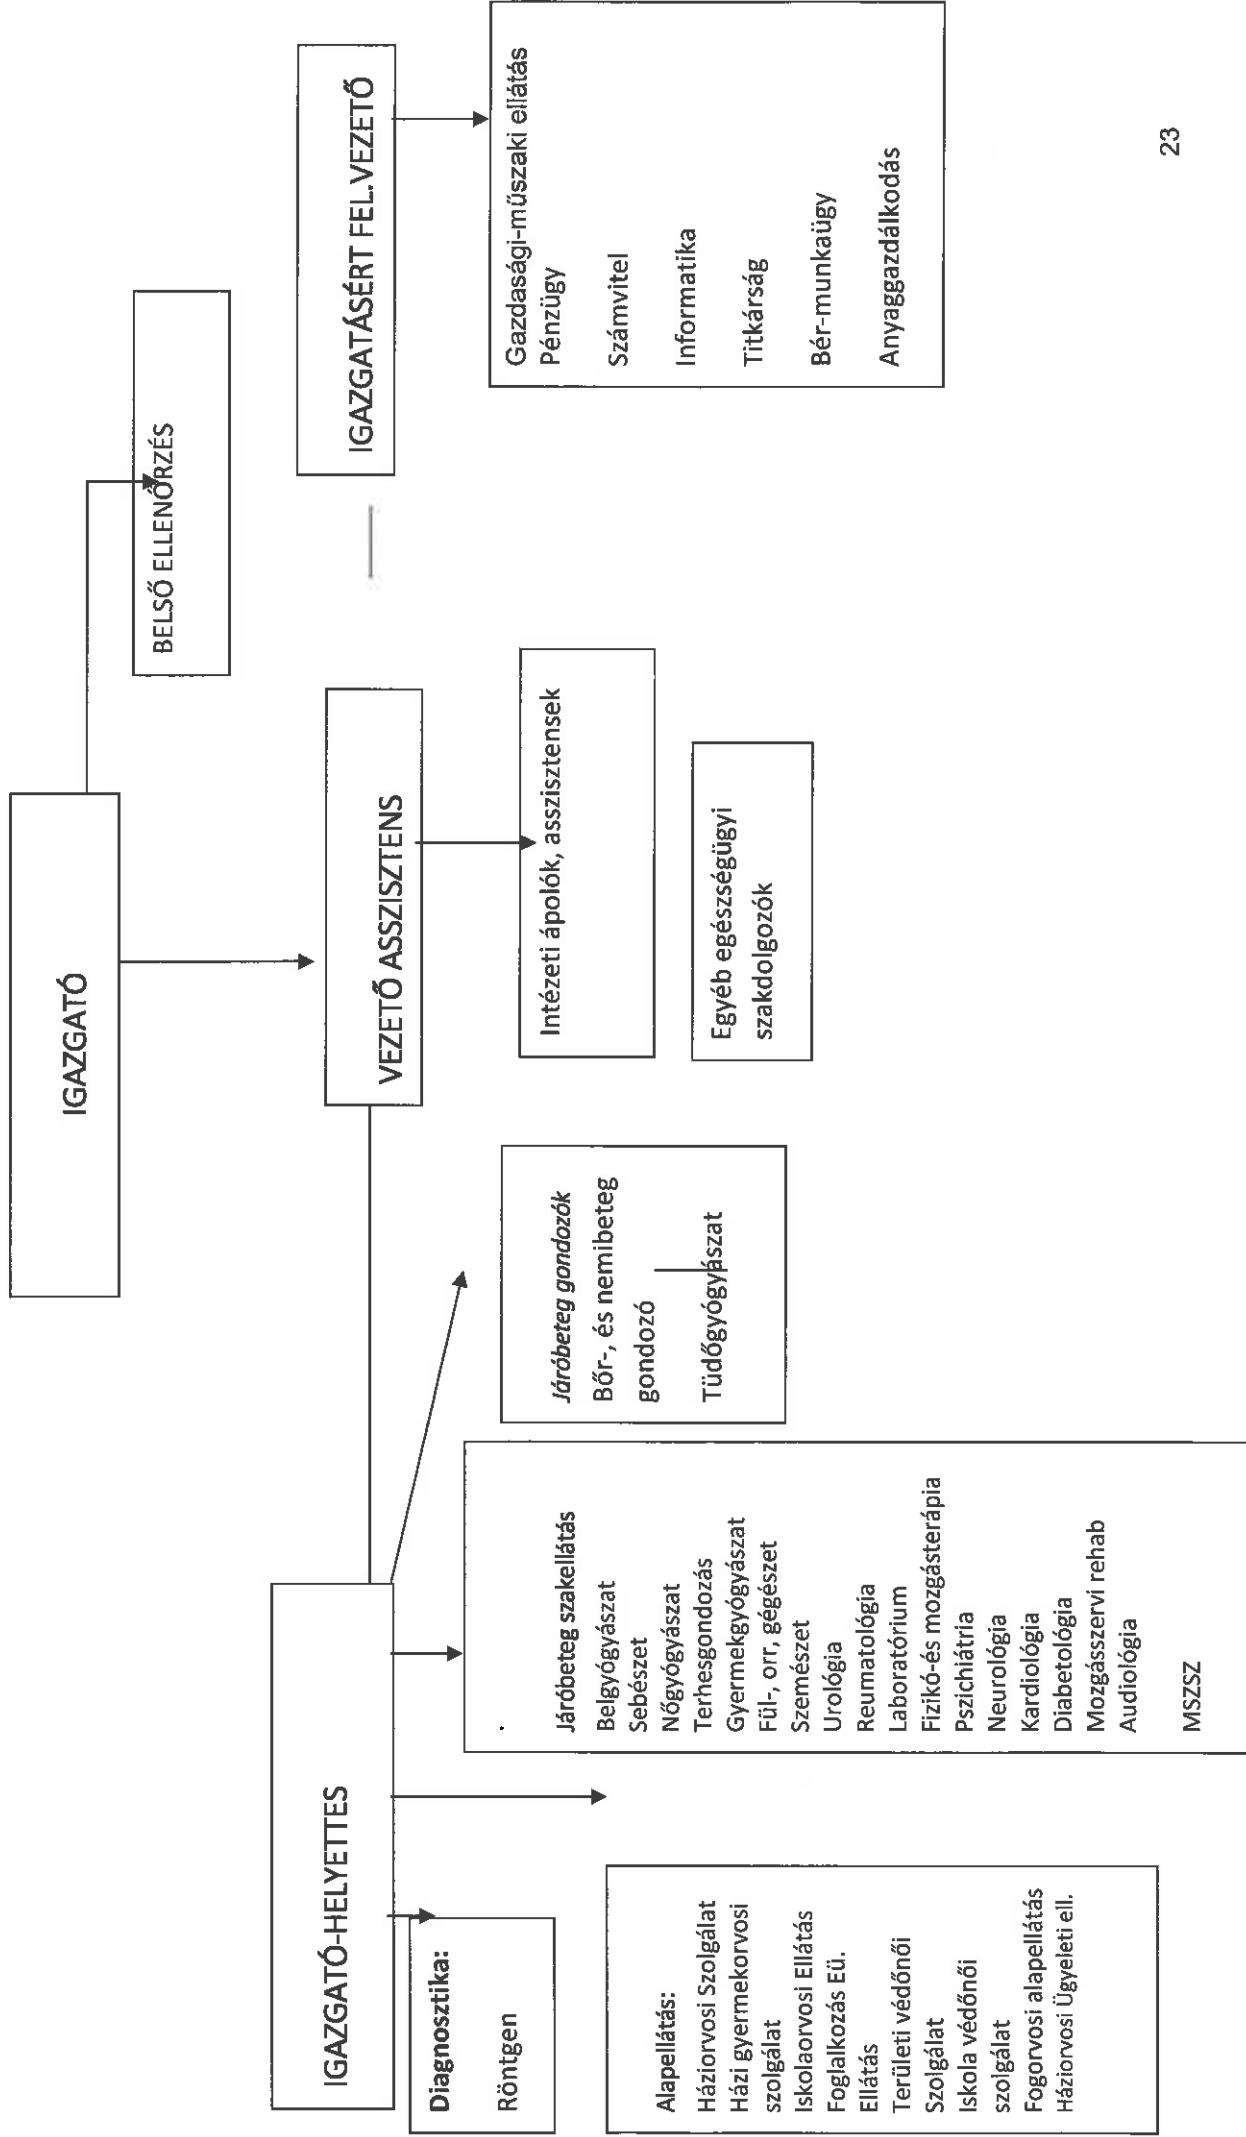 IGAZGATÓ
BELSŐ ELLENŐRZÉS
IGAZGATÓ-HELYETTES
VEZETŐ ASSZISZTENS
IGAZGATÁSÉRT FEL.VEZETŐ
Diagnosztika:
Röntgen
Alapellátás:
Háziorvosi Szolgálat
Házi gyermekorvosi
szolgálat
Iskolaorvosi Ellátás
Foglalkozás Eü.
Ellátás
Területi védőnői
Szolgálat
Iskola védőnői
szolgálat
Fogorvosi alapellátás
Háziorvosi Ügyeleti ell.
Járóbeteg szakellátás
Belgyógyászat
Sebészet
Nőgyógyászat
Terhesgondozás
Gyermekgyógyászat
Fül-, orr, gégészet
Szemészet
Urológia
Reumatológia
Laboratórium
Fizikó-és mozgásterápia
Pszichiátria
Neurológia
Kardiológia
Diabetológia
Mozgásszervi rehab
Audiológia
MSZSZ
Járóbeteg gondozók
Bőr-, és nemibeteg
gondozó
Tüdőgyógyászat
Intézeti ápolók, asszisztensek
Egyéb egészségügyi
szakdolgozók
Gazdasági-műszaki ellátás
Pénzügy
Számvitel
Informatika
Titkárság
Bér-munkaügy
Anyaggazdálkodás
23